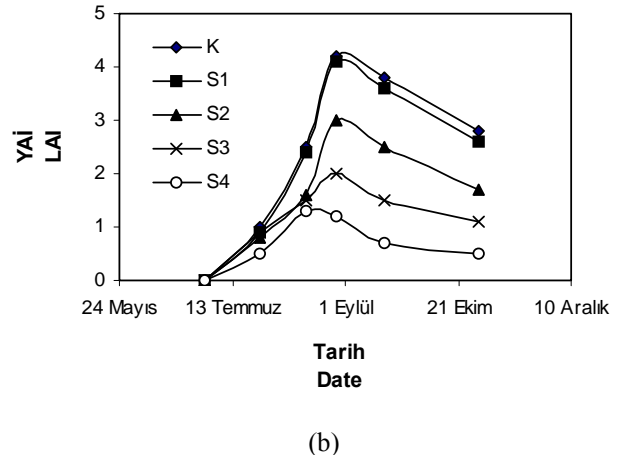 5
4
3
2
1
0
YAİ
LAI
K
S1
S2
S3
S4
24 Mayıs
13 Temmuz
1 Eylül
21 Ekim
10 Aralık
Tarih
Date
(b)